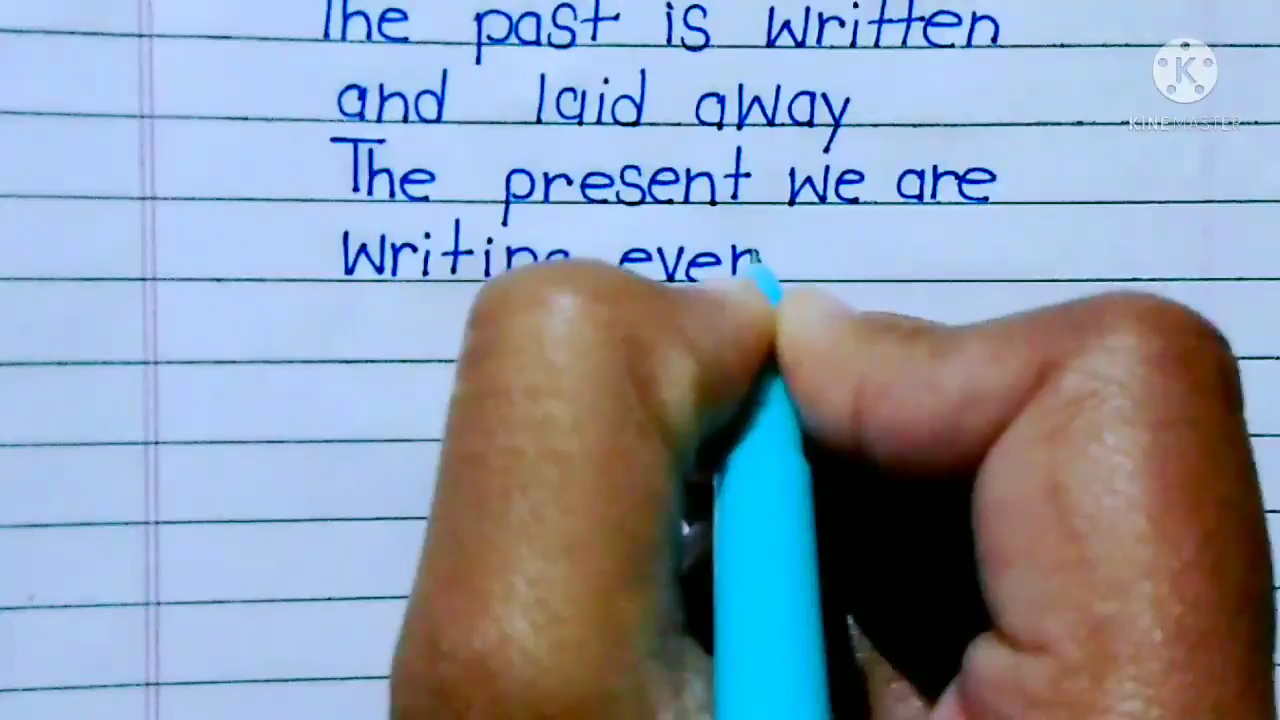 The past is written
and laid away
The present we are
writing ever
KINEMASTER